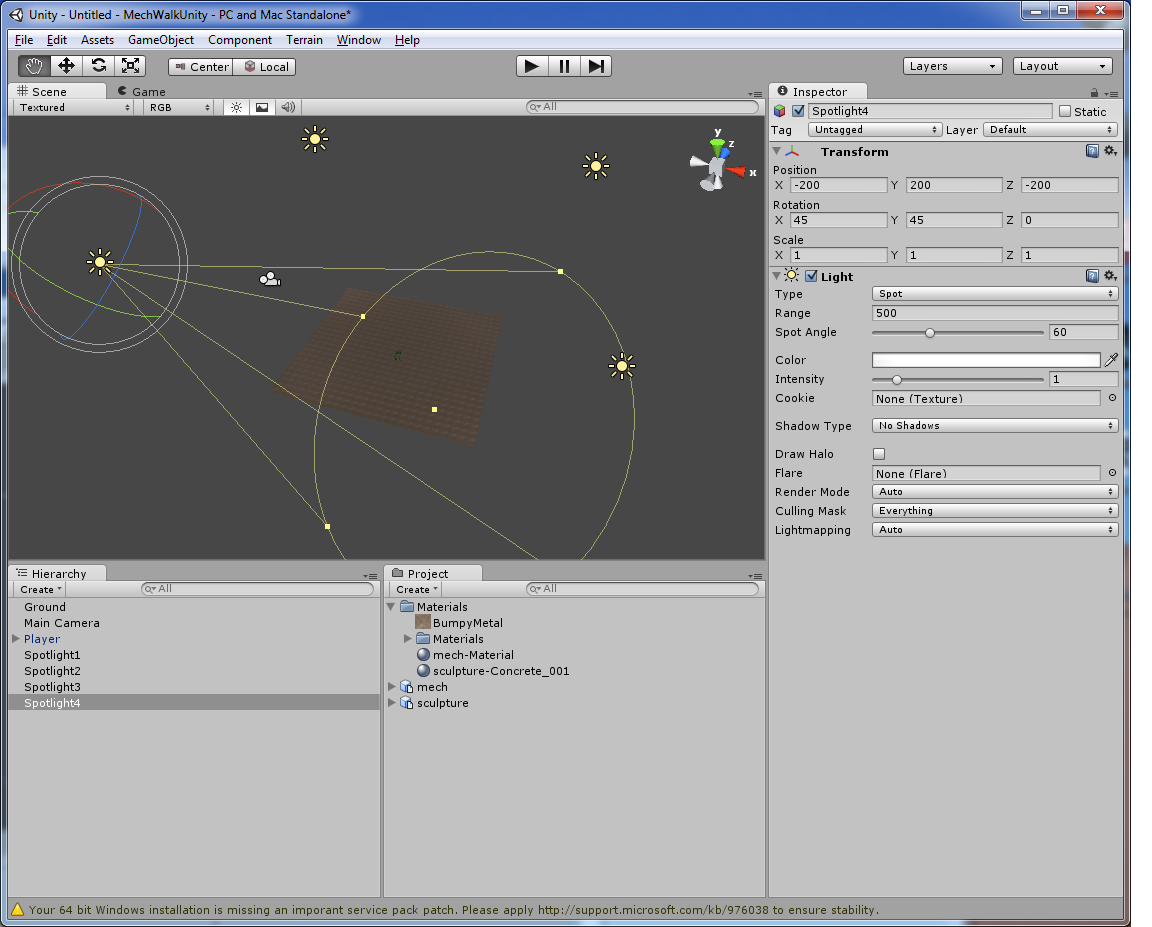 Unity - Untitled - MechWalkUnity - PC and Mac Standalone*
File Edit Assets GameObject Component Terrain Window Help
Center Local Layers Layout
Scene Game
Textured RGB All
y
z
x
Inspector
Spotlight4 Static
Tag Untagged Layer Default
Transform
Position
X -200 Y 200 Z -200
Rotation
X 45 Y 45 Z 0
Scale
X 1 Y 1 Z 1
Light
Type Spot
Range 500
Spot Angle 60
Color
Intensity 1
Cookie None (Texture)
Shadow Type No Shadows
Draw Halo
Flare None (Flare)
Render Mode Auto
Culling Mask Everything
Lightmapping Auto
Hierarchy
Create All
Ground
Main Camera
Player
Spotlight1
Spotlight2
Spotlight3
Spotlight4
Project
Create All
Materials
BumpyMetal
Materials
mech-Material
sculpture-Concrete_001
mech
sculpture
Your 64 bit Windows installation is missing an imporant service pack patch. Please apply http://support.microsoft.com/kb/976038 to ensure stability.